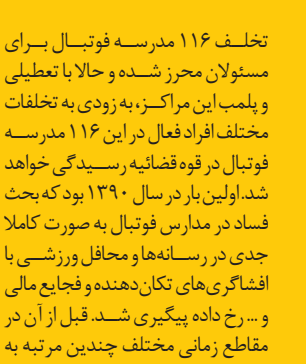 تخلف ۱۱۶ مدرسه فوتبال برای
مسئولان محرز شده و حالا با تعطیلی
و پلمب این مراکز، به زودی به تخلفات
مختلف افراد فعال در این ۱۱۶ مدرسه
فوتبال در قوه قضائیه رسیدگی خواهد
شد. اولین بار در سال ۱۳۹۰ بود که بحث
فساد در مدارس فوتبال به صورت کاملا
جدی در رسانه‌ها و محافل ورزشی با
افشاگری‌های تکان‌دهنده و فجایع مالی
و ... رخ داده پیگیری شد. قبل از آن در
مقاطع زمانی مختلف چندین مرتبه به